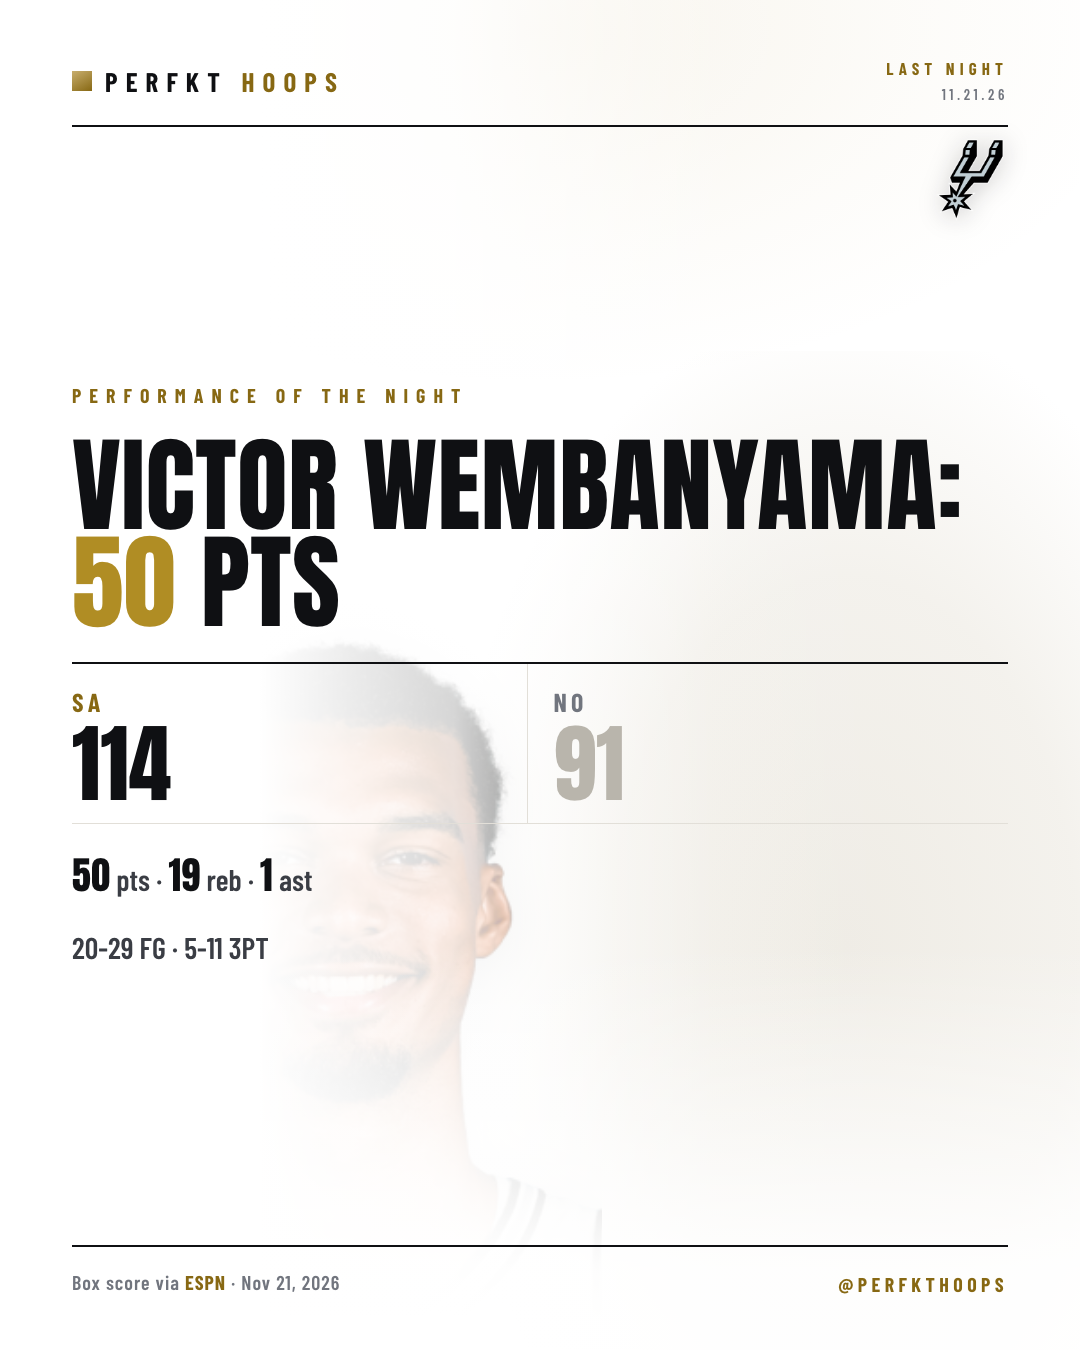 PERFKT HOOPS
LAST NIGHT
11.21.26
PERFORMANCE OF THE NIGHT
VICTOR WEMBANYAMA:
50 PTS
SA
114
NO
91
50 pts · 19 reb · 1 ast
20-29 FG · 5-11 3PT
Box score via ESPN · Nov 21, 2026
@PERFKTHOOPS